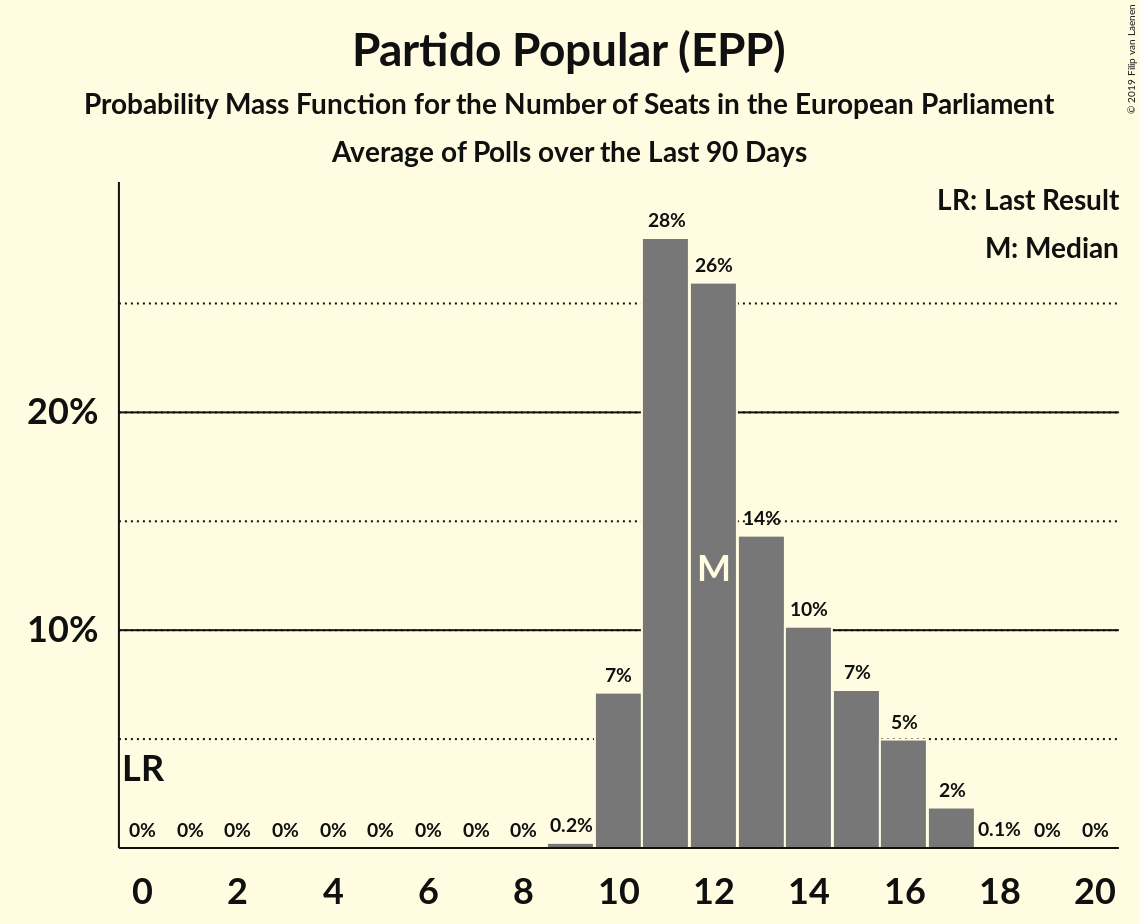 Partido Popular (EPP)
Probability Mass Function for the Number of Seats in the European Parliament
Average of Polls over the Last 90 Days
© 2019 Filip van Laenen
LR: Last Result
M: Median
28%
26%
20%
14%
M
10%
10%
7%
7%
5%
LR
2%
0% 0% 0% 0% 0% 0% 0% 0% 0% 0.2% 0.1% 0% 0%
0 2 4 6 8 10 12 14 16 18 20